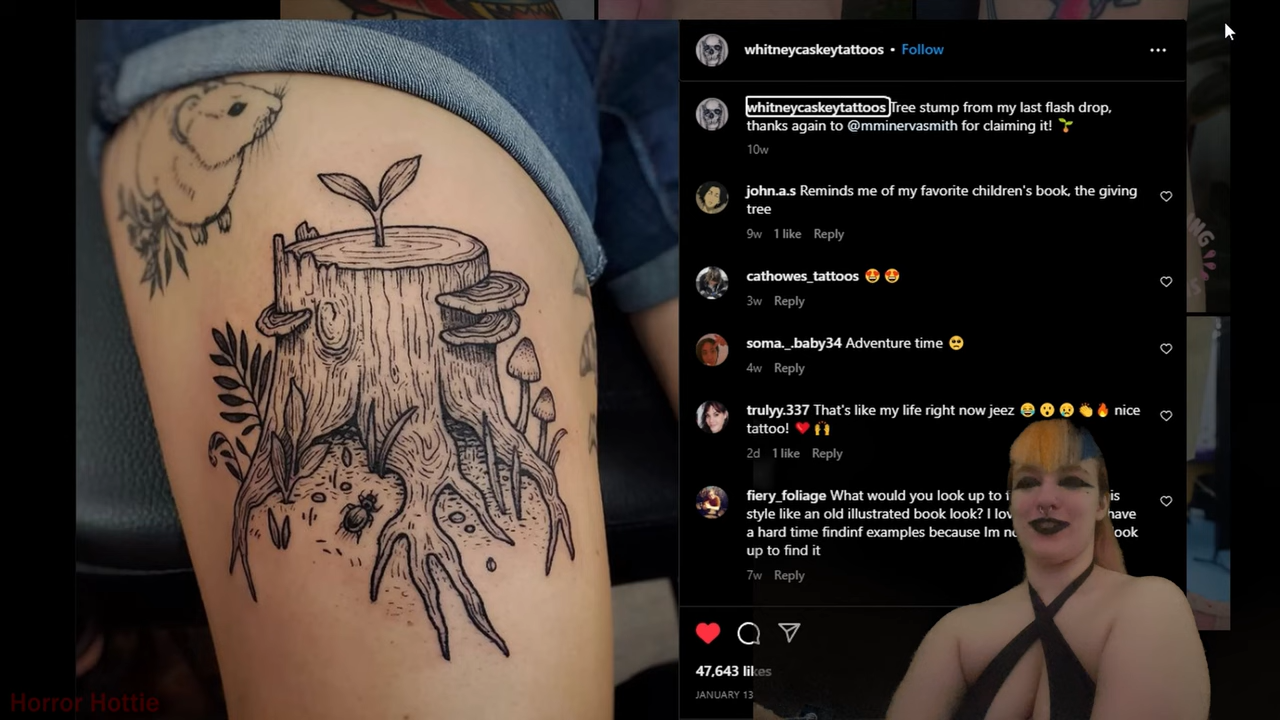 whitneycaskeytattoos • Follow
whitneycaskeytattoos Tree stump from my last flash drop,
thanks again to @mminervasmith for claiming it! 🌱
10w
john.a.s Reminds me of my favorite children's book, the giving
tree
9w 1 like Reply
cathowes_tattoos 😍 😍
3w Reply
soma._.baby34 Adventure time 🥺
4w Reply
trulyy.337 That's like my life right now jeez 😂 😮 😢 👏 🔥 nice
tattoo! ❤️ 🙌
2d 1 like Reply
fiery_foliage What would you look up to is
style like an old illustrated book look? I have
a hard time findinf examples because Im
up to find it
7w Reply
47,643 likes
JANUARY 13
Horror Hottie